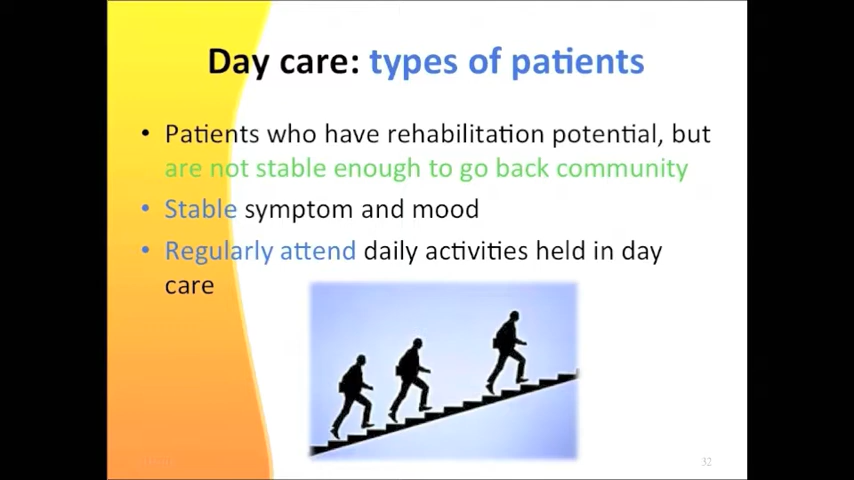 Day care: types of patients
• Patients who have rehabilitation potential, but
are not stable enough to go back community
• Stable symptom and mood
• Regularly attend daily activities held in day
care
32